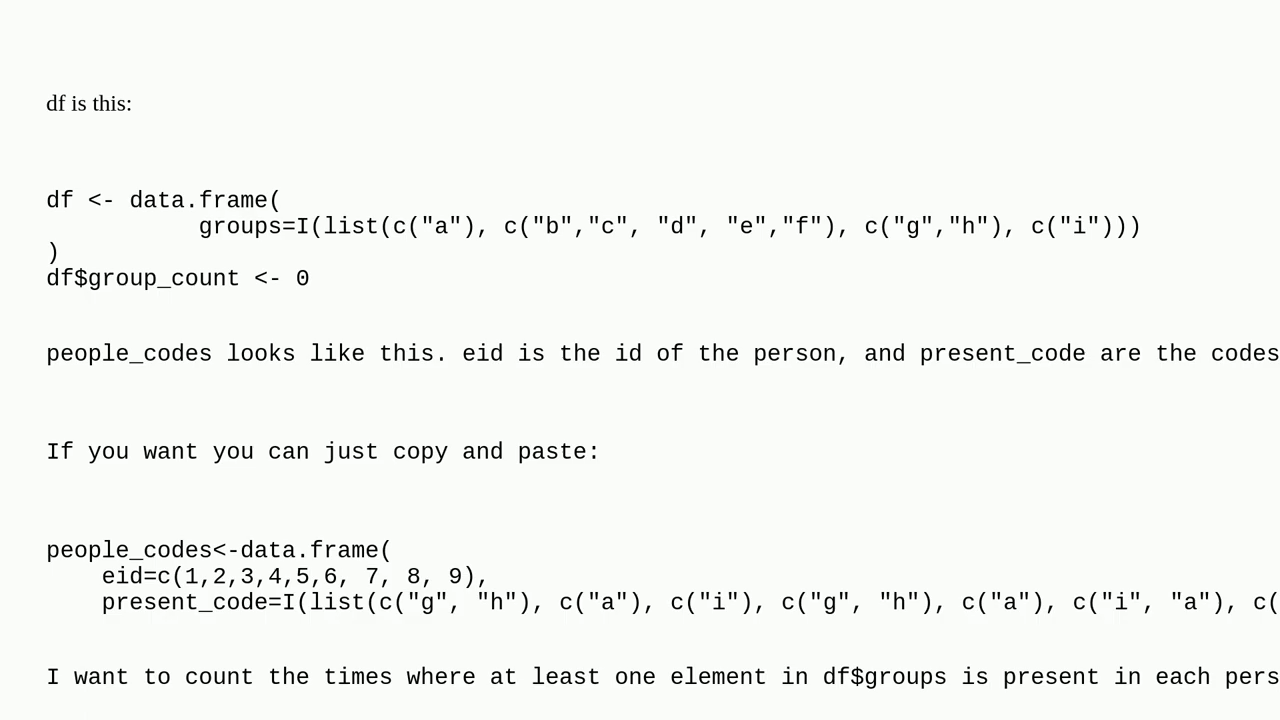 df is this:
df <- data.frame(
           groups=I(list(c("a"), c("b","c", "d", "e","f"), c("g","h"), c("i")))
)
df$group_count <- 0
people_codes looks like this. eid is the id of the person, and present_code are the codes
If you want you can just copy and paste:
people_codes<-data.frame(
    eid=c(1,2,3,4,5,6, 7, 8, 9),
    present_code=I(list(c("g", "h"), c("a"), c("i"), c("g", "h"), c("a"), c("i", "a"), c(
I want to count the times where at least one element in df$groups is present in each pers